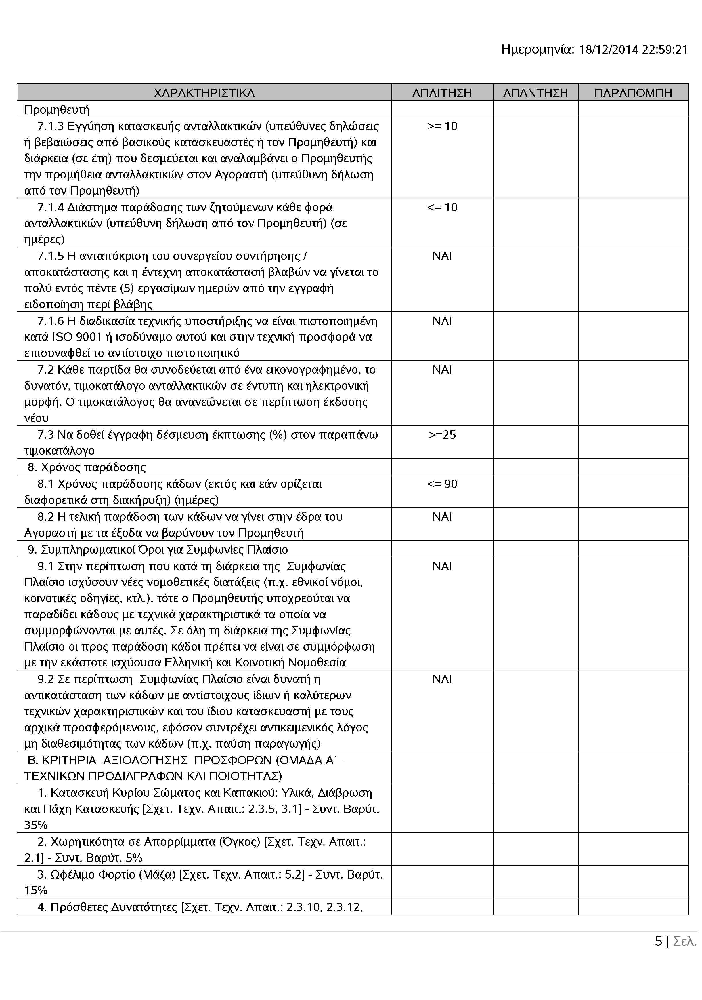 Ημερομηνία: 18/12/2014 22:59:21
ΧΑΡΑΚΤΗΡΙΣΤΙΚΑ ΑΠΑΙΤΗΣΗ ΑΠΑΝΤΗΣΗ ΠΑΡΑΠΟΜΠΗ
Προμηθευτή
7.1.3 Εγγύηση κατασκευής ανταλλακτικών (υπεύθυνες δηλώσεις >= 10
ή βεβαιώσεις από βασικούς κατασκευαστές ή τον Προμηθευτή) και
διάρκεια (σε έτη) που δεσμεύεται και αναλαμβάνει ο Προμηθευτής
την προμήθεια ανταλλακτικών στον Αγοραστή (υπεύθυνη δήλωση
από τον Προμηθευτή)
7.1.4 Διάστημα παράδοσης των ζητούμενων κάθε φορά <= 10
ανταλλακτικών (υπεύθυνη δήλωση από τον Προμηθευτή) (σε
ημέρες)
7.1.5 Η ανταπόκριση του συνεργείου συντήρησης / ΝΑΙ
αποκατάστασης και η έντεχνη αποκατάστασή βλαβών να γίνεται το
πολύ εντός πέντε (5) εργασίμων ημερών από την εγγραφή
ειδοποίηση περί βλάβης
7.1.6 Η διαδικασία τεχνικής υποστήριξης να είναι πιστοποιημένη ΝΑΙ
κατά ISO 9001 ή ισοδύναμο αυτού και στην τεχνική προσφορά να
επισυναφθεί το αντίστοιχο πιστοποιητικό
7.2 Κάθε παρτίδα θα συνοδεύεται από ένα εικονογραφημένο, το ΝΑΙ
δυνατόν, τιμοκατάλογο ανταλλακτικών σε έντυπη και ηλεκτρονική
μορφή. Ο τιμοκατάλογος θα ανανεώνεται σε περίπτωση έκδοσης
νέου
7.3 Να δοθεί έγγραφη δέσμευση έκπτωσης (%) στον παραπάνω >=25
τιμοκατάλογο
8. Χρόνος παράδοσης
8.1 Χρόνος παράδοσης κάδων (εκτός και εάν ορίζεται <= 90
διαφορετικά στη διακήρυξη) (ημέρες)
8.2 Η τελική παράδοση των κάδων να γίνει στην έδρα του ΝΑΙ
Αγοραστή με τα έξοδα να βαρύνουν τον Προμηθευτή
9. Συμπληρωματικοί Όροι για Συμφωνίες Πλαίσιο
9.1 Στην περίπτωση που κατά τη διάρκεια της  Συμφωνίας ΝΑΙ
Πλαίσιο ισχύσουν νέες νομοθετικές διατάξεις (π.χ. εθνικοί νόμοι,
κοινοτικές οδηγίες, κτλ.), τότε ο Προμηθευτής υποχρεούται να
παραδίδει κάδους με τεχνικά χαρακτηριστικά τα οποία να
συμμορφώνονται με αυτές. Σε όλη τη διάρκεια της Συμφωνίας
Πλαίσιο οι προς παράδοση κάδοι πρέπει να είναι σε συμμόρφωση
με την εκάστοτε ισχύουσα Ελληνική και Κοινοτική Νομοθεσία
9.2 Σε περίπτωση  Συμφωνίας Πλαίσιο είναι δυνατή η ΝΑΙ
αντικατάσταση των κάδων με αντίστοιχους ίδιων ή καλύτερων
τεχνικών χαρακτηριστικών και του ίδιου κατασκευαστή με τους
αρχικά προσφερόμενους, εφόσον συντρέχει αντικειμενικός λόγος
μη διαθεσιμότητας των κάδων (π.χ. παύση παραγωγής)
Β. ΚΡΙΤΗΡΙΑ  ΑΞΙΟΛΟΓΗΣΗΣ  ΠΡΟΣΦΟΡΩΝ (ΟΜΑΔΑ Α΄ -
ΤΕΧΝΙΚΩΝ ΠΡΟΔΙΑΓΡΑΦΩΝ ΚΑΙ ΠΟΙΟΤΗΤΑΣ)
1. Κατασκευή Κυρίου Σώματος και Καπακιού: Υλικά, Διάβρωση
και Πάχη Κατασκευής [Σχετ. Τεχν. Απαιτ.: 2.3.5, 3.1] - Συντ. Βαρύτ.
35%
2. Χωρητικότητα σε Απορρίμματα (Όγκος) [Σχετ. Τεχν. Απαιτ.:
2.1] - Συντ. Βαρύτ. 5%
3. Ωφέλιμο Φορτίο (Μάζα) [Σχετ. Τεχν. Απαιτ.: 5.2] - Συντ. Βαρύτ.
15%
4. Πρόσθετες Δυνατότητες [Σχετ. Τεχν. Απαιτ.: 2.3.10, 2.3.12,
5 | Σελ.